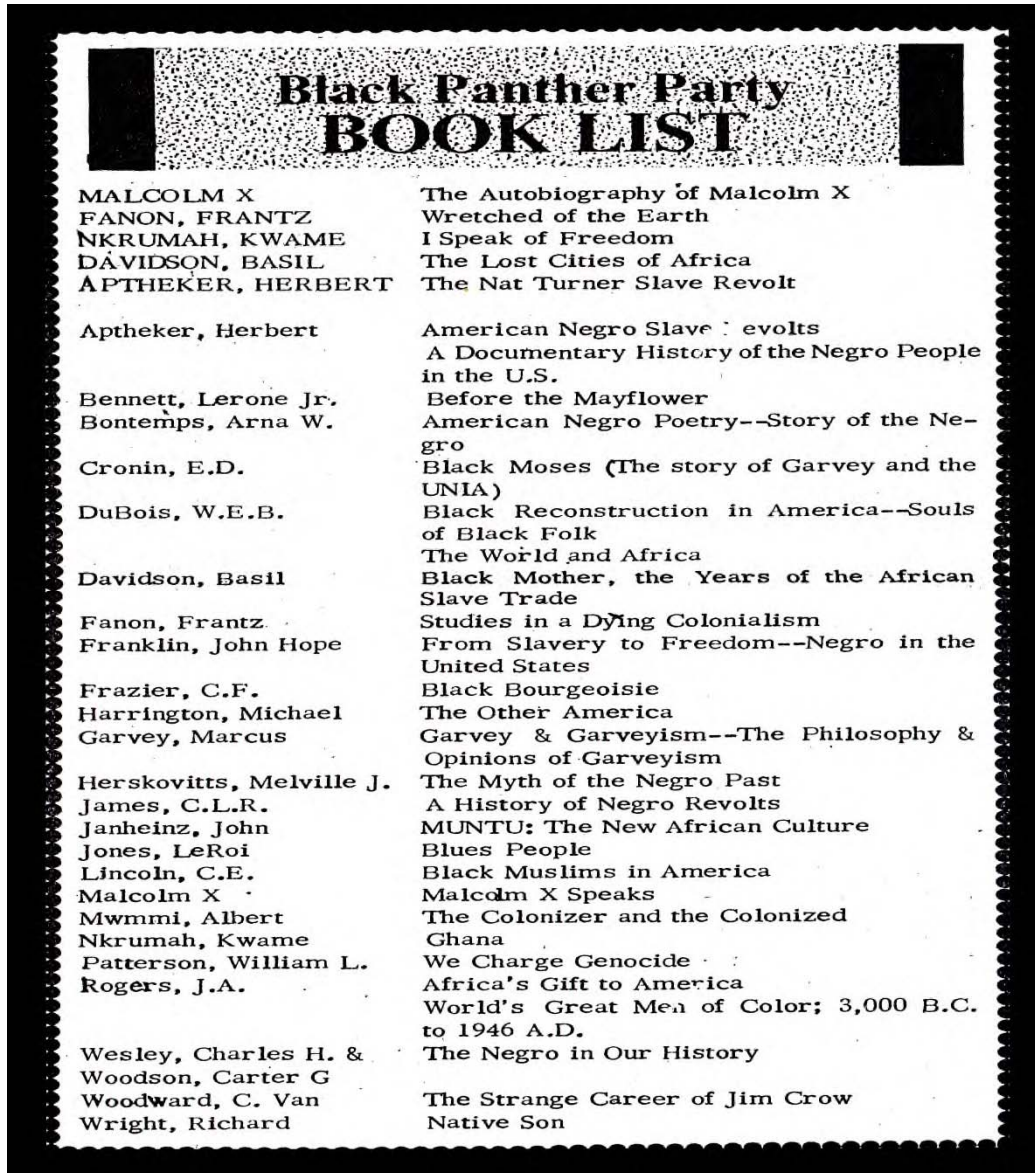 Black Panther Party
BOOK LIST
MALCOLM X The Autobiography of Malcolm X
FANON, FRANTZ Wretched of the Earth
NKRUMAH, KWAME I Speak of Freedom
DAVIDSON, BASIL The Lost Cities of Africa
APTHEKER, HERBERT The Nat Turner Slave Revolt
Aptheker, Herbert American Negro Slave evolts
A Documentary History of the Negro People
in the U.S.
Bennett, Lerone Jr. Before the Mayflower
Bontemps, Arna W. American Negro Poetry--Story of the Ne-
gro
Cronin, E.D. Black Moses (The story of Garvey and the
UNIA)
DuBois, W.E.B. Black Reconstruction in America--Souls
of Black Folk
The World and Africa
Davidson, Basil Black Mother, the Years of the African
Slave Trade
Fanon, Frantz Studies in a Dying Colonialism
Franklin, John Hope From Slavery to Freedom--Negro in the
United States
Frazier, C.F. Black Bourgeoisie
Harrington, Michael The Other America
Garvey, Marcus Garvey & Garveyism--The Philosophy &
Opinions of Garveyism
Herskovitts, Melville J. The Myth of the Negro Past
James, C.L.R. A History of Negro Revolts
Janheinz, John MUNTU: The New African Culture
Jones, LeRoi Blues People
Lincoln, C.E. Black Muslims in America
Malcolm X Malcolm X Speaks
Mwmmi, Albert The Colonizer and the Colonized
Nkrumah, Kwame Ghana
Patterson, William L. We Charge Genocide
Rogers, J.A. Africa's Gift to America
World's Great Men of Color; 3,000 B.C.
to 1946 A.D.
Wesley, Charles H. & The Negro in Our History
Woodson, Carter G
Woodward, C. Van The Strange Career of Jim Crow
Wright, Richard Native Son